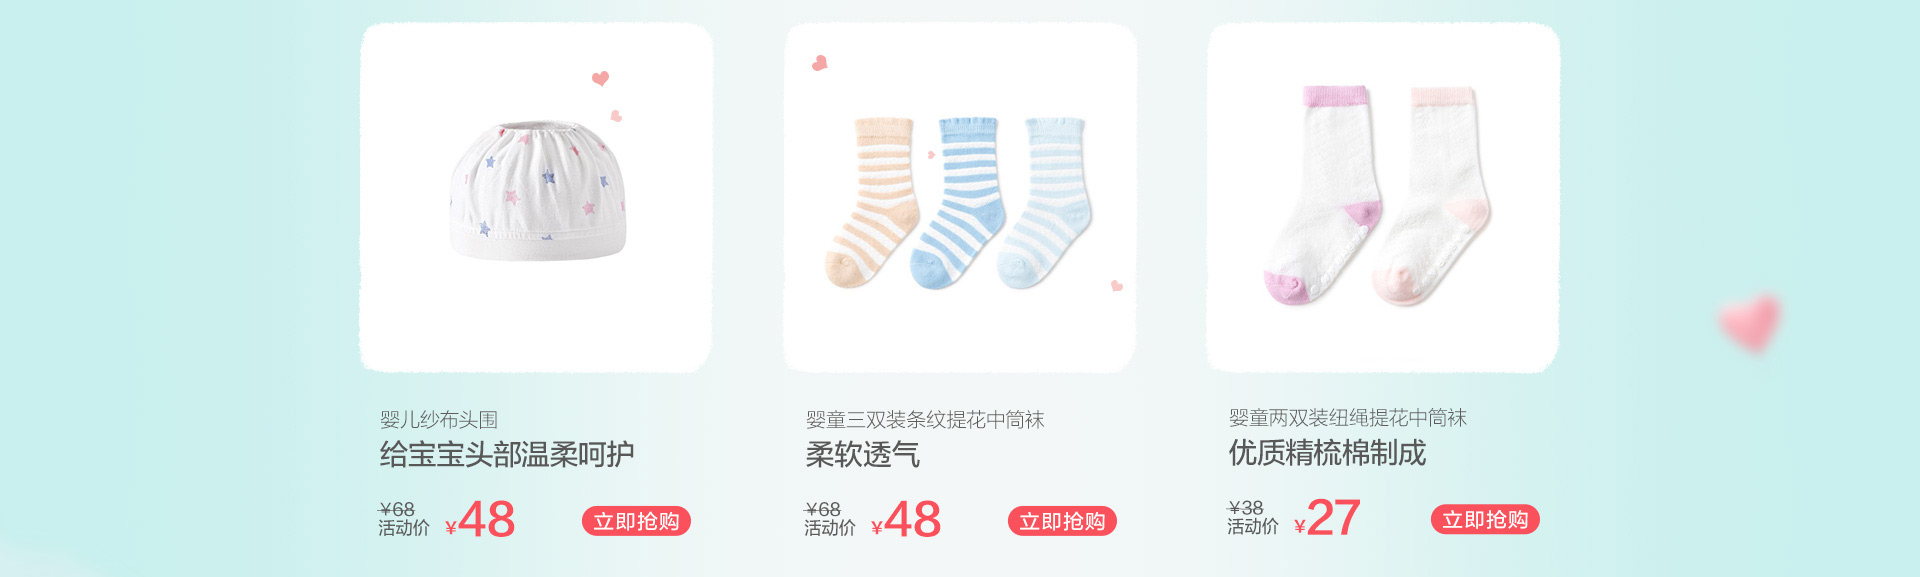 婴儿纱布头围
给宝宝头部温柔呵护
¥68
活动价 ¥48 立即抢购
婴童三双装条纹提花中筒袜
柔软透气
¥68
活动价 ¥48 立即抢购
婴童两双装纽绳提花中筒袜
优质精梳棉制成
¥38
活动价 ¥27 立即抢购